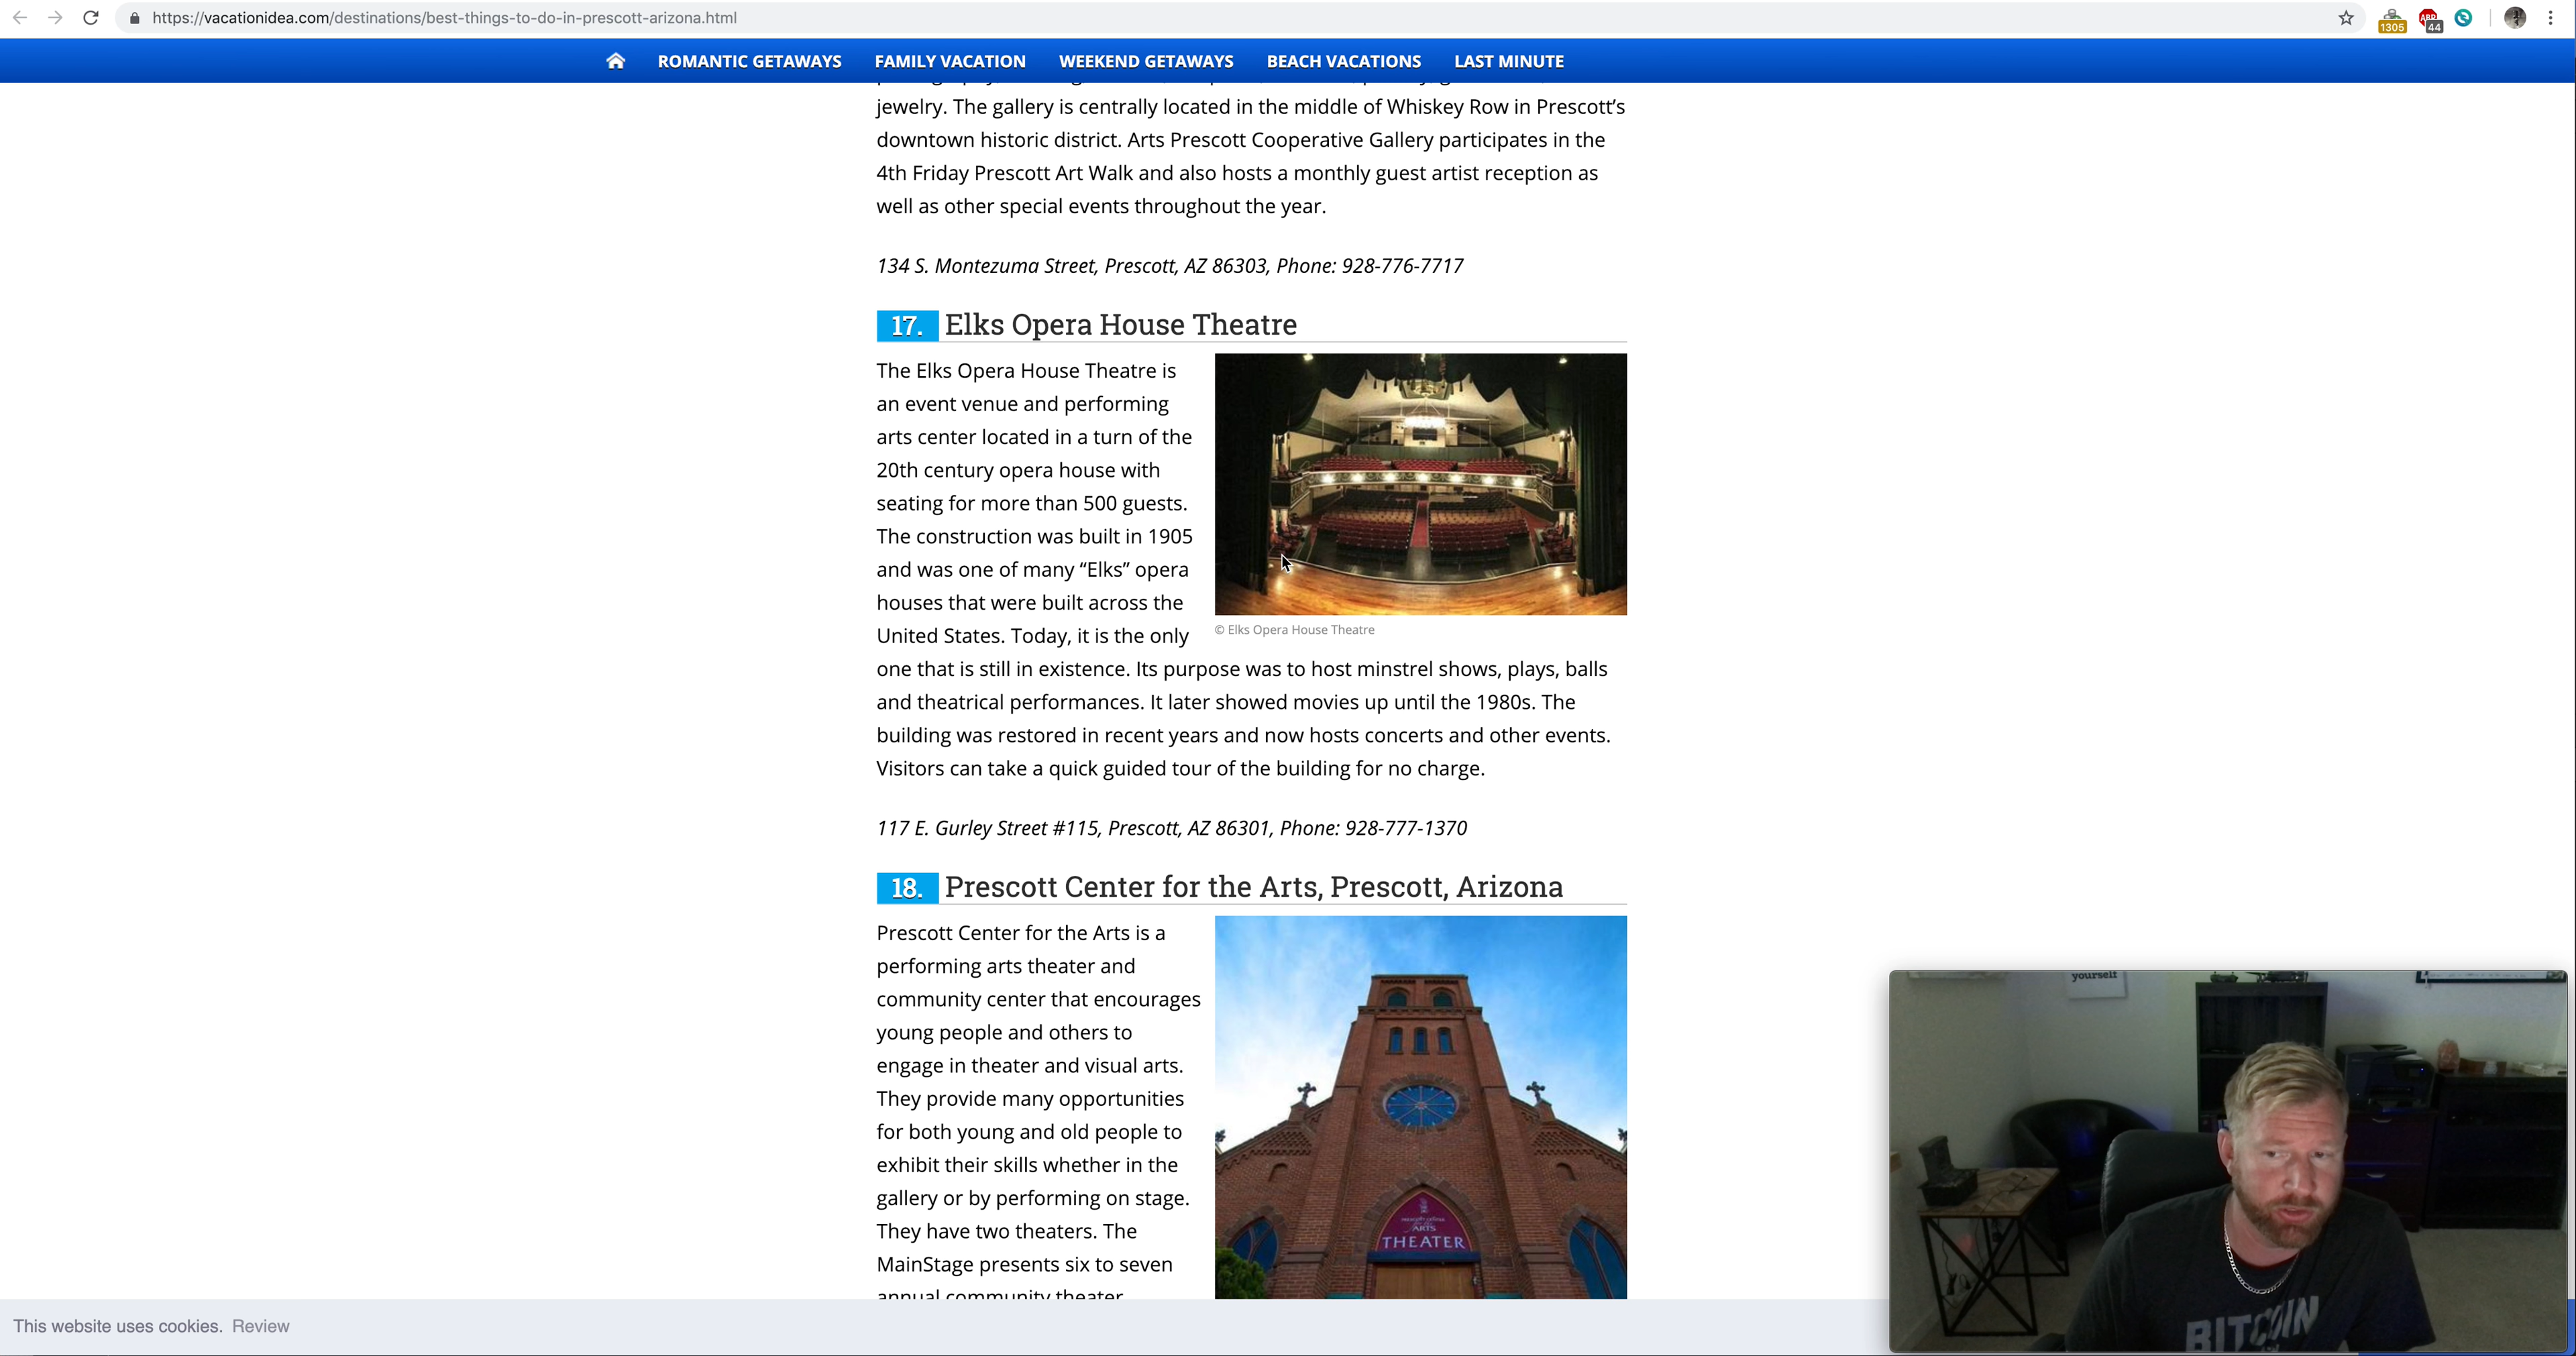 https://vacationidea.com/destinations/best-things-to-do-in-prescott-arizona.html
1305
ABP
44
ROMANTIC GETAWAYS FAMILY VACATION WEEKEND GETAWAYS BEACH VACATIONS LAST MINUTE
jewelry. The gallery is centrally located in the middle of Whiskey Row in Prescott’s
downtown historic district. Arts Prescott Cooperative Gallery participates in the
4th Friday Prescott Art Walk and also hosts a monthly guest artist reception as
well as other special events throughout the year.
134 S. Montezuma Street, Prescott, AZ 86303, Phone: 928-776-7717
17. Elks Opera House Theatre
The Elks Opera House Theatre is
an event venue and performing
arts center located in a turn of the
20th century opera house with
seating for more than 500 guests.
The construction was built in 1905
and was one of many “Elks” opera
houses that were built across the
United States. Today, it is the only
© Elks Opera House Theatre
one that is still in existence. Its purpose was to host minstrel shows, plays, balls
and theatrical performances. It later showed movies up until the 1980s. The
building was restored in recent years and now hosts concerts and other events.
Visitors can take a quick guided tour of the building for no charge.
117 E. Gurley Street #115, Prescott, AZ 86301, Phone: 928-777-1370
18. Prescott Center for the Arts, Prescott, Arizona
Prescott Center for the Arts is a
performing arts theater and
community center that encourages
young people and others to
engage in theater and visual arts.
They provide many opportunities
for both young and old people to
exhibit their skills whether in the
gallery or by performing on stage.
They have two theaters. The
MainStage presents six to seven
annual community theater
ARTS
THEATER
yourself
BITCOIN
This website uses cookies. Review